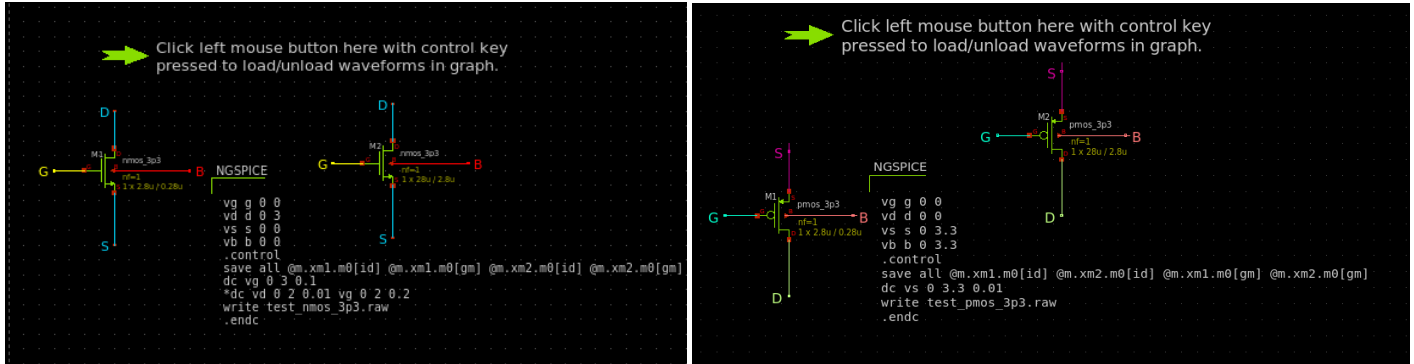 Click left mouse button here with control key
pressed to load/unload waveforms in graph.
D
D
M1
nmos_3p3
G
B
nf=1
1 x 2.8u / 0.28u
M2
nmos_3p3
G
B
nf=1
1 x 28u / 2.8u
S
S
NGSPICE
vg g 0 0
vd d 0 3
vs s 0 0
vb b 0 0
.control
save all @m.xm1.m0[id] @m.xm1.m0[gm] @m.xm2.m0[id] @m.xm2.m0[gm]
dc vg 0 3 0.1
*dc vd 0 2 0.01 vg 0 2 0.2
write test_nmos_3p3.raw
.endc
Click left mouse button here with control key
pressed to load/unload waveforms in graph.
S
M2
pmos_3p3
G
B
nf=1
1 x 28u / 2.8u
D
S
M1
pmos_3p3
G
B
nf=1
1 x 2.8u / 0.28u
D
NGSPICE
vg g 0 0
vd d 0 0
vs s 0 3.3
vb b 0 3.3
.control
save all @m.xm1.m0[id] @m.xm2.m0[id] @m.xm1.m0[gm] @m.xm2.m0[gm]
dc vs 0 3.3 0.01
write test_pmos_3p3.raw
.endc